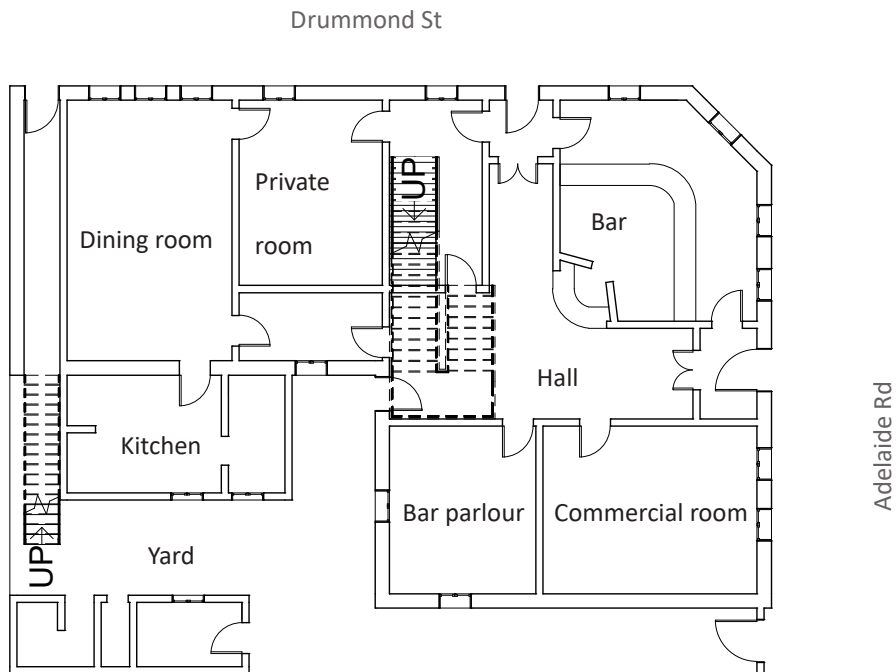 Drummond St
Private
room
UP
Dining room
Bar
Hall
Adelaide Rd
Kitchen
Bar parlour
Commercial room
Yard
UP